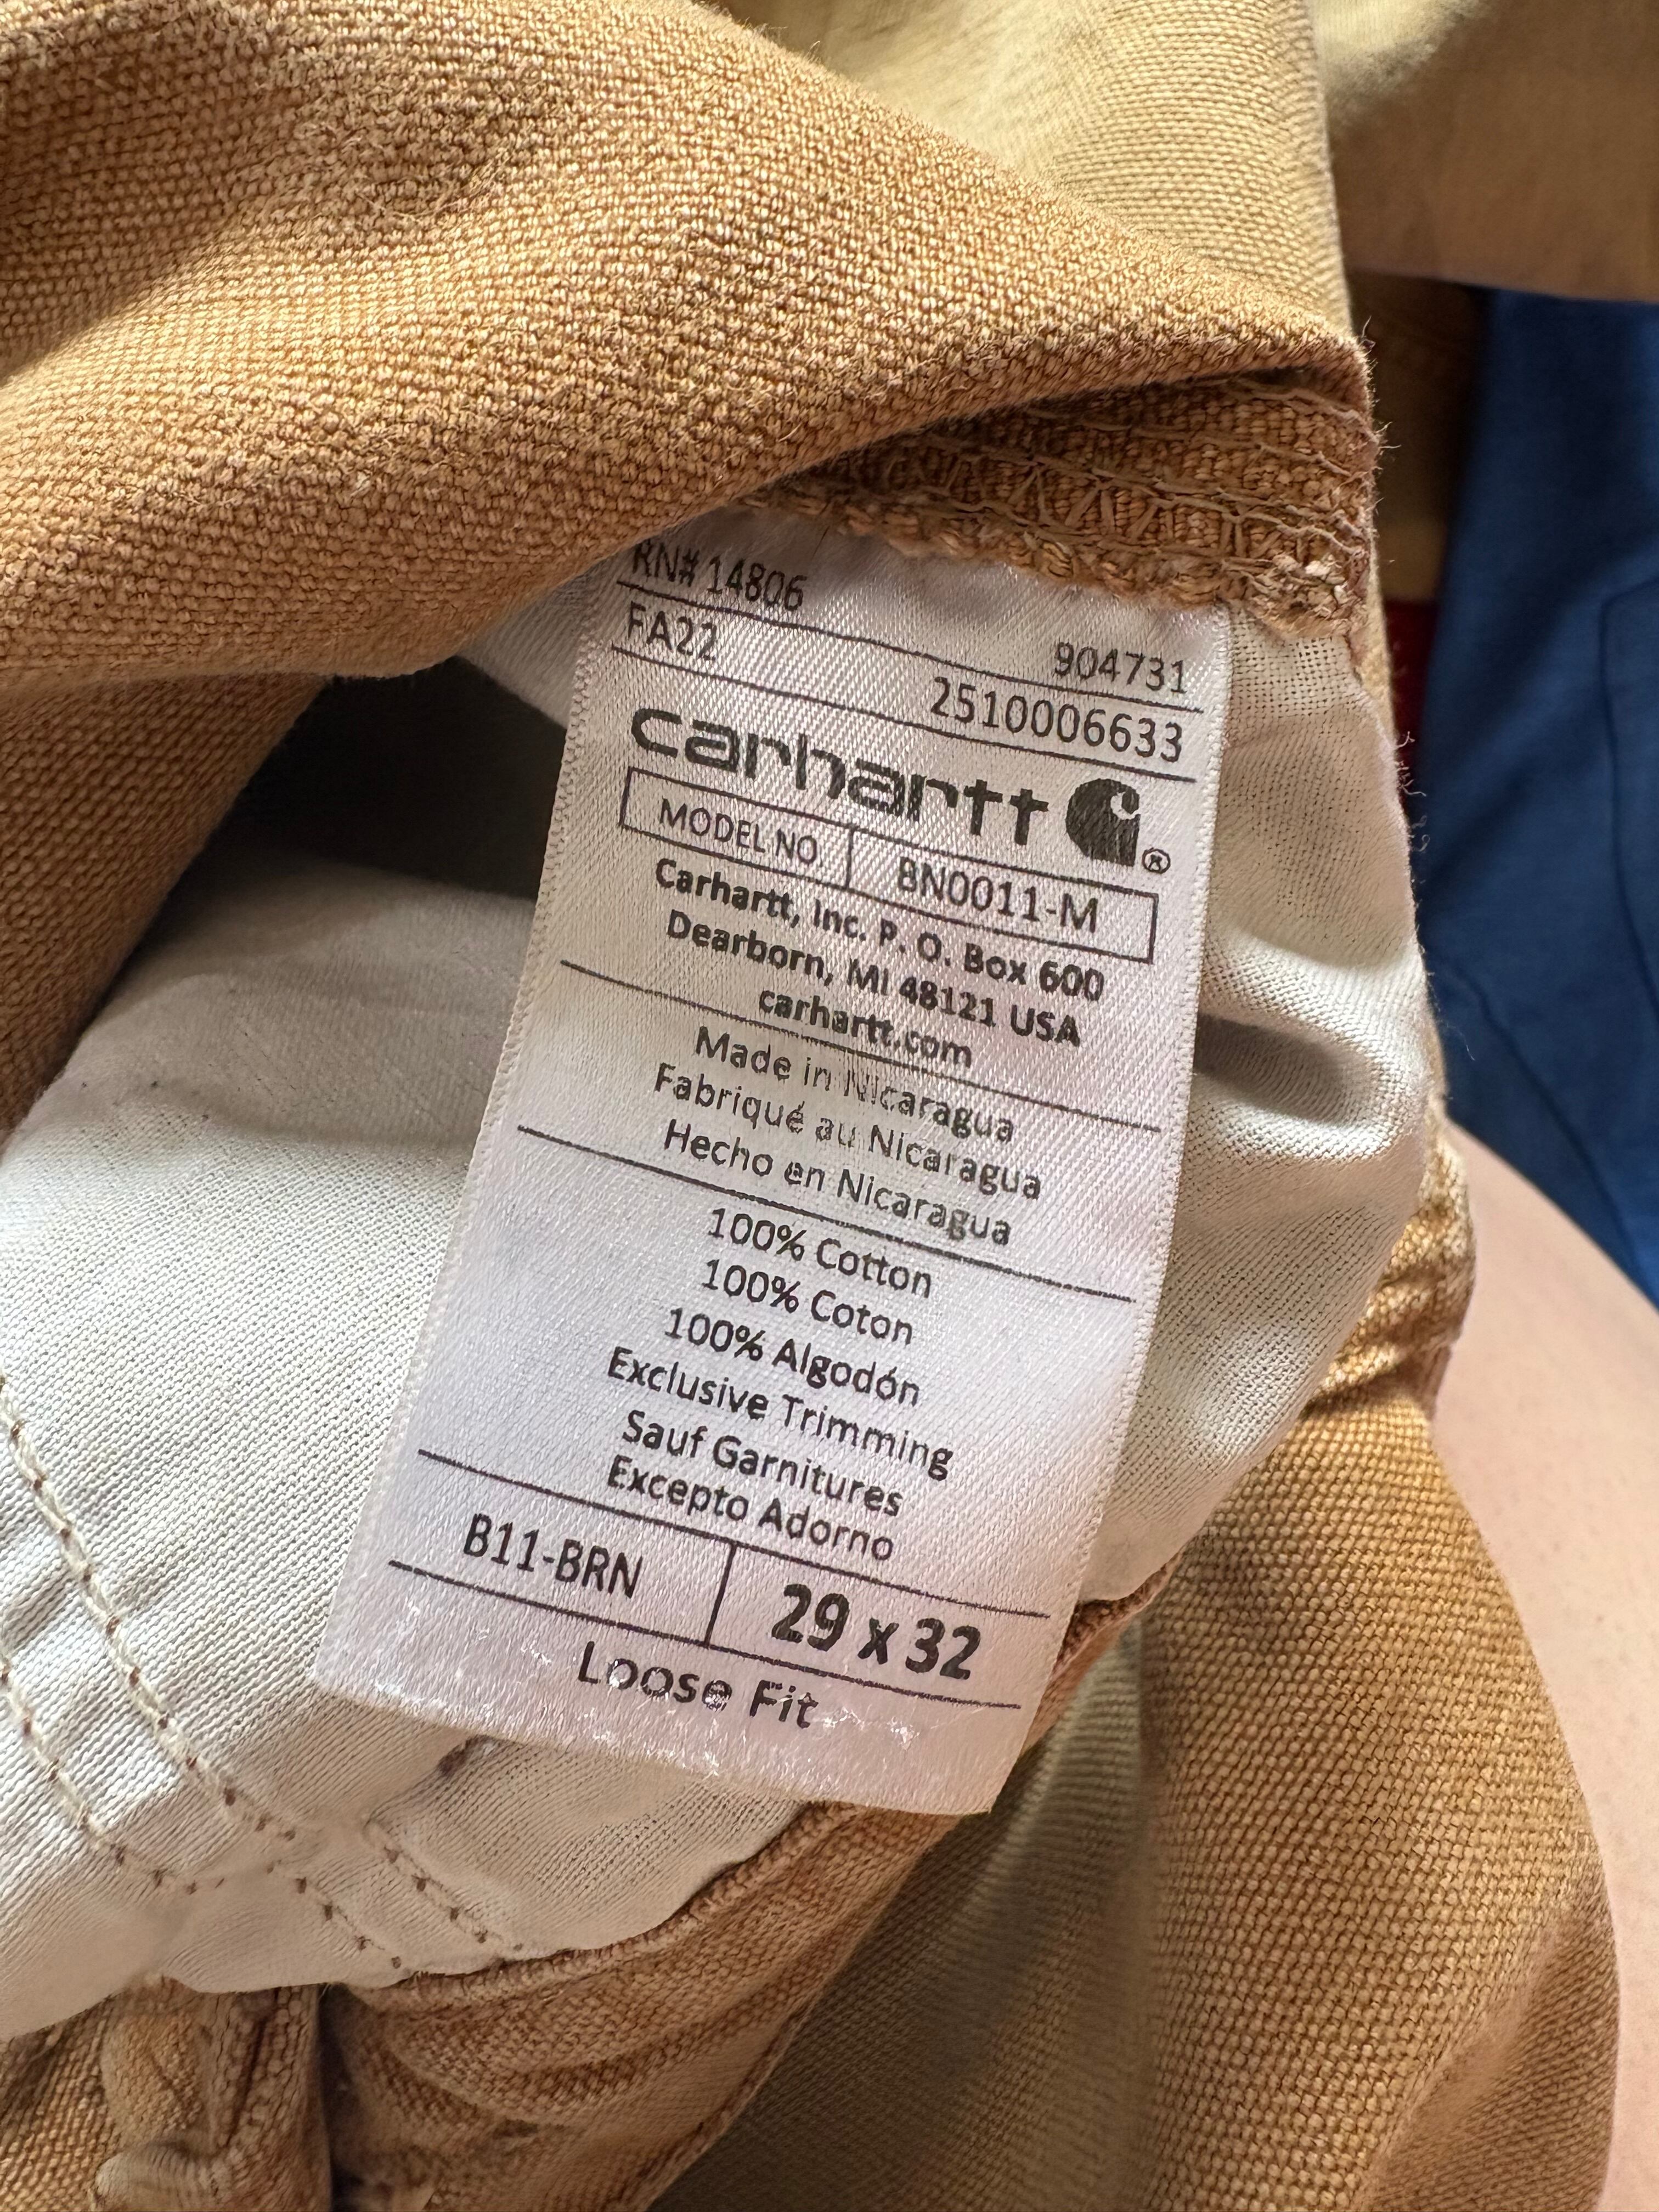 RN# 14806
904731
FA22
2510006633
carhartt ®
MODEL NO BN0011-M
Carhartt, Inc. P. O. Box 600
Dearborn, MI 48121 USA
carhartt.com
Made in Nicaragua
Fabriqué au Nicaragua
Hecho en Nicaragua
100% Cotton
100% Coton
100% Algodón
Exclusive Trimming
Sauf Garnitures
Excepto Adorno
B11-BRN 29 x 32
Loose Fit